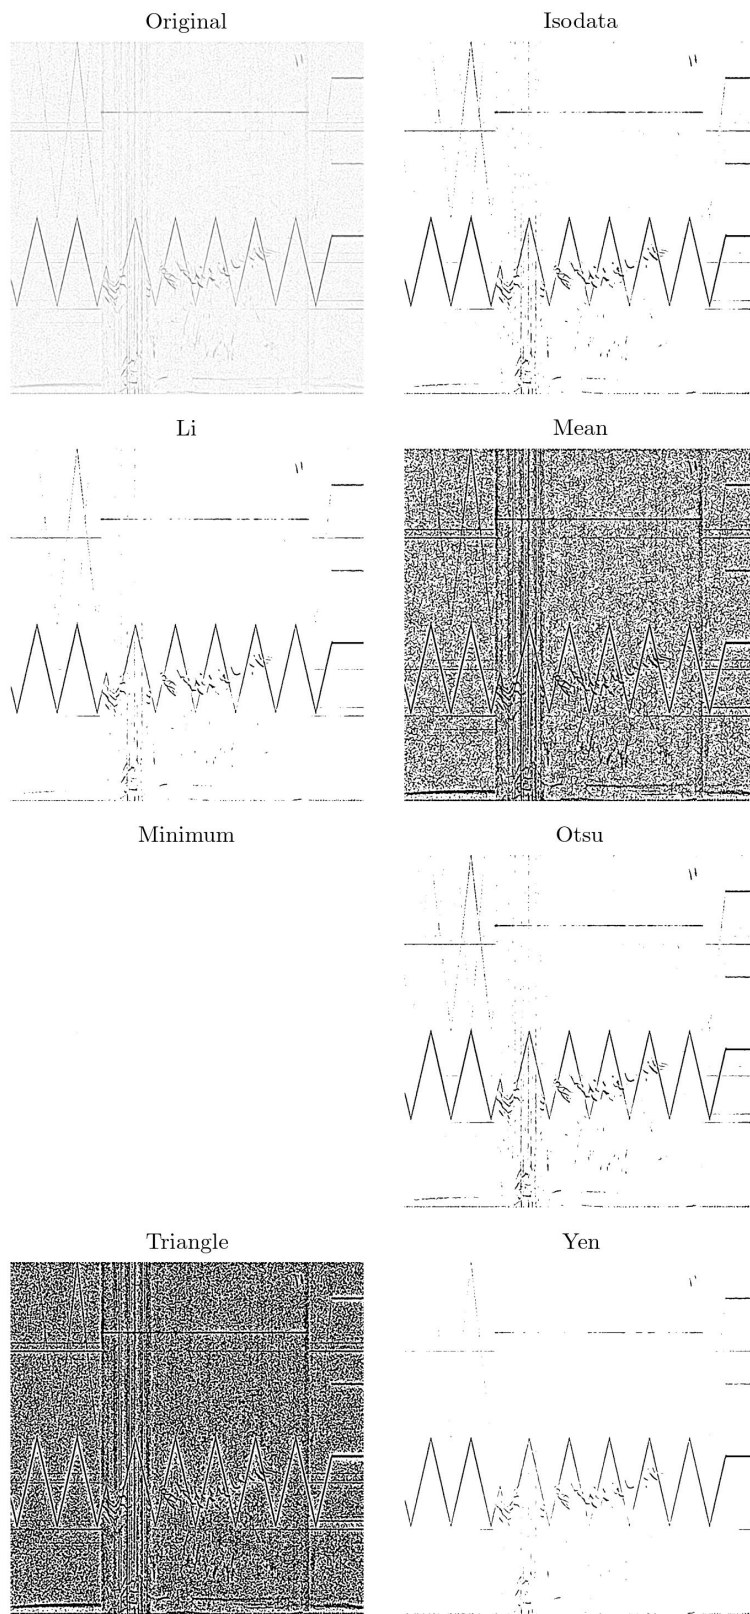 Original
Isodata
Li
Mean
Minimum
Otsu
Triangle
Yen